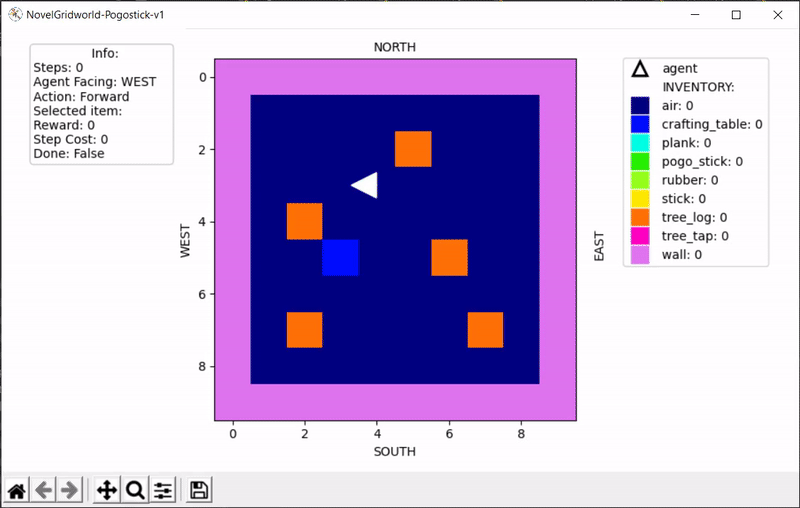 NovelGridworld-Pogostick-v1
Info:
Steps: 0
Agent Facing: WEST
Action: Forward
Selected item:
Reward: 0
Step Cost: 0
Done: False
NORTH
0
2
4
6
8
WEST
0 2 4 6 8
SOUTH
EAST
agent
INVENTORY:
air: 0
crafting_table: 0
plank: 0
pogo_stick: 0
rubber: 0
stick: 0
tree_log: 0
tree_tap: 0
wall: 0